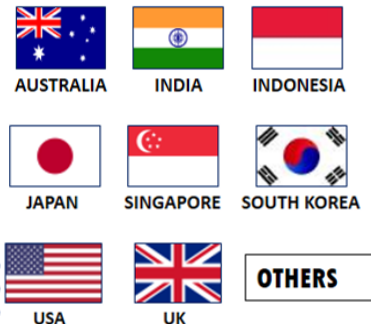 AUSTRALIA INDIA INDONESIA
JAPAN SINGAPORE SOUTH KOREA
OTHERS
USA UK